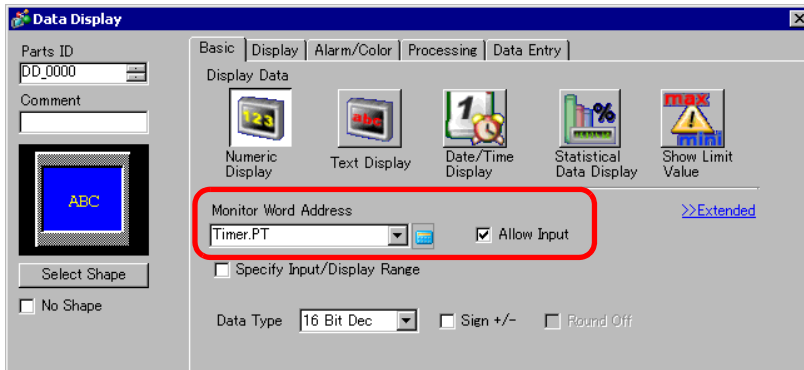 Data Display
Parts ID
DD_0000
Comment
ABC
Select Shape
No Shape
Basic Display Alarm/Color Processing Data Entry
Display Data
123 abc 1 % max mini
Numeric Display
Text Display
Date/Time Display
Statistical Data Display
Show Limit Value
Monitor Word Address
>>Extended
Timer.PT Allow Input
Specify Input/Display Range
Data Type 16 Bit Dec Sign +/- Round Off